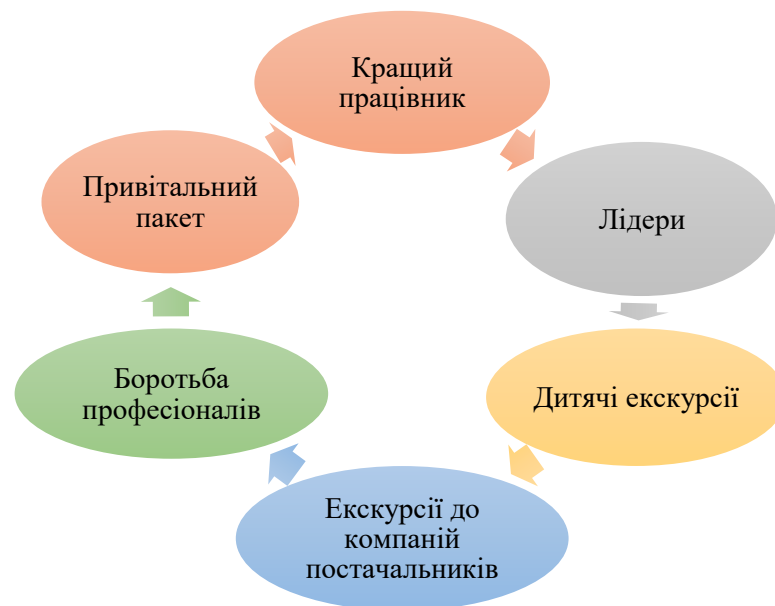 Кращий
працівник
Лідери
Дитячі екскурсії
Екскурсії до
компаній
постачальників
Боротьба
професіоналів
Привітальний
пакет